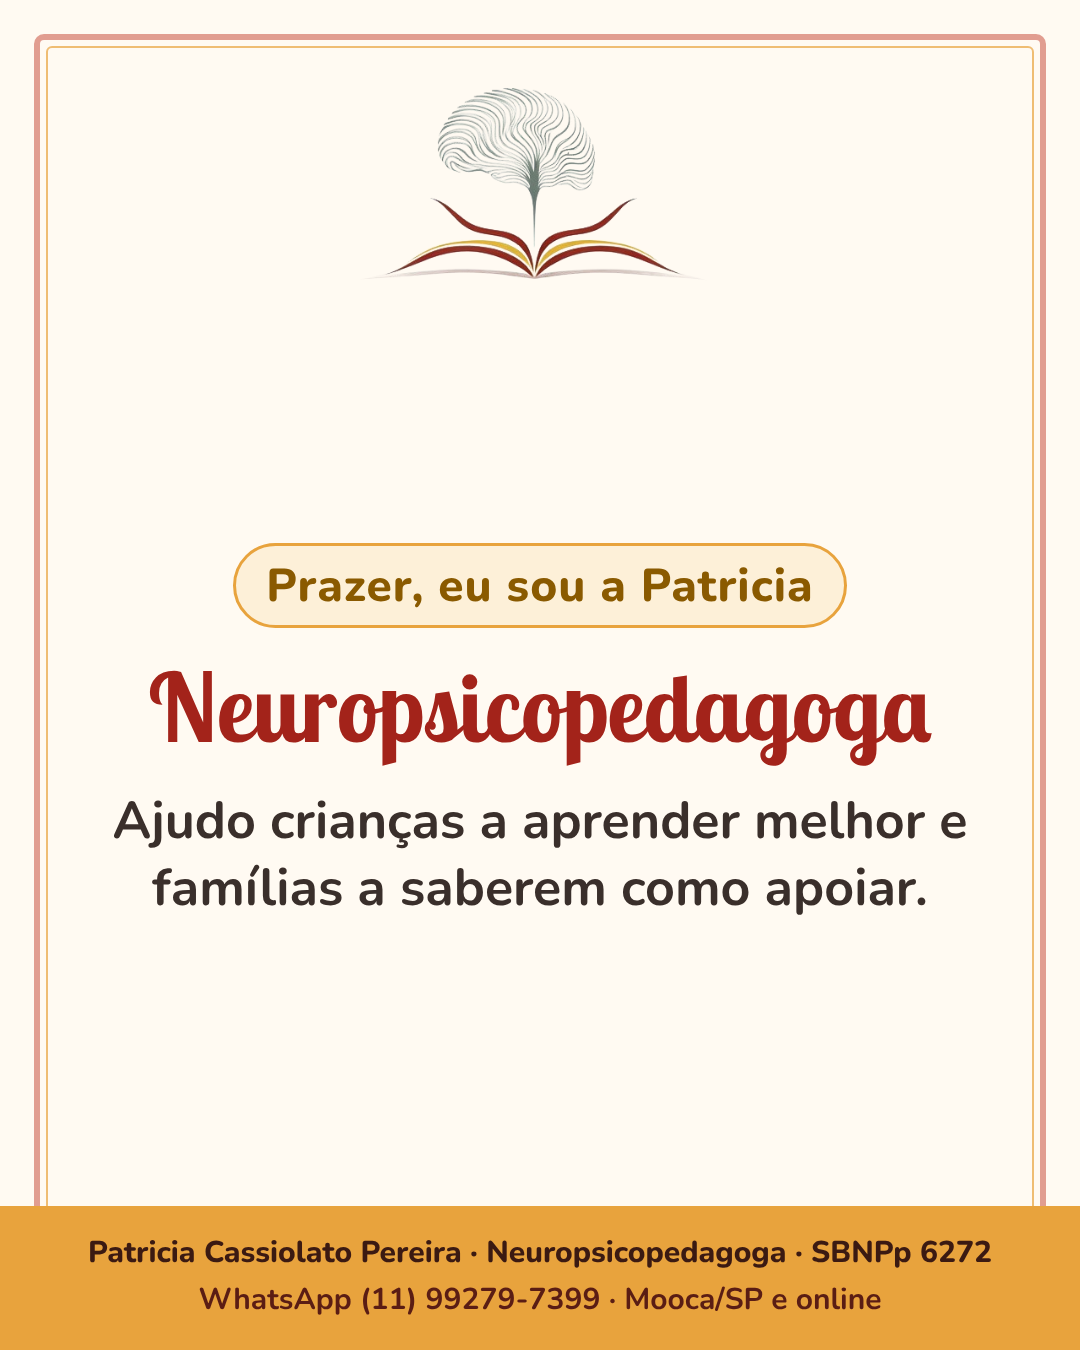 Prazer, eu sou a Patricia
Neuropsicopedagoga
Ajudo crianças a aprender melhor e
famílias a saberem como apoiar.
Patricia Cassiolato Pereira · Neuropsicopedagoga · SBNPp 6272
WhatsApp (11) 99279-7399 · Mooca/SP e online